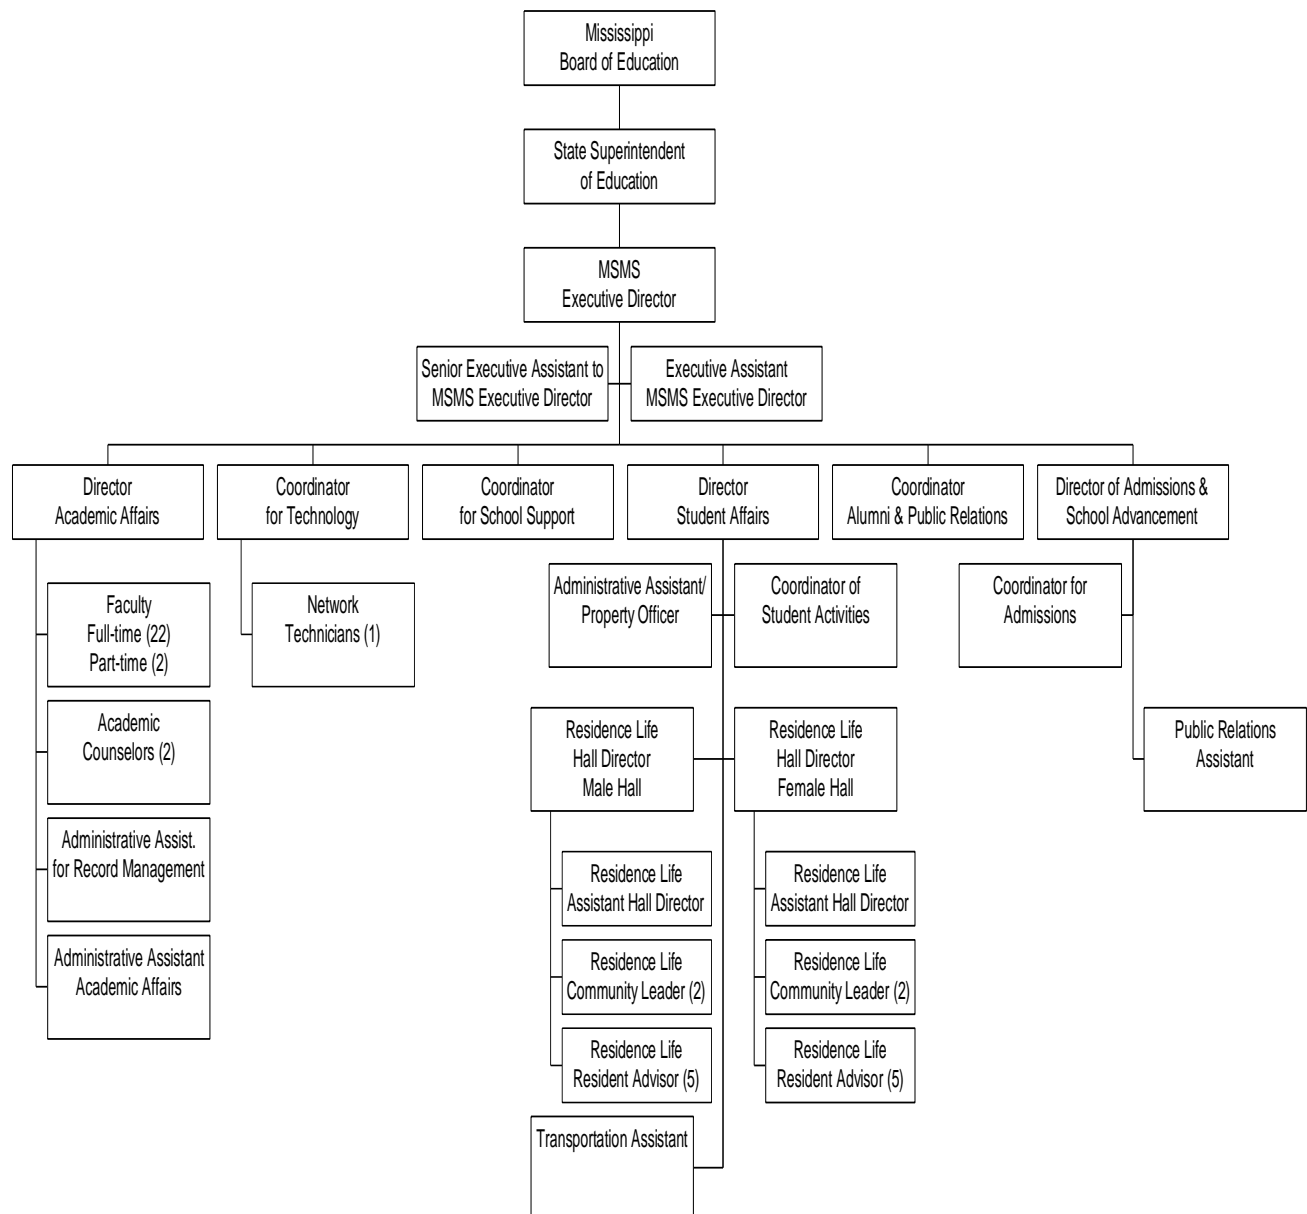 Mississippi
Board of Education
State Superintendent
of Education
MSMS
Executive Director
Senior Executive Assistant to
MSMS Executive Director
Executive Assistant
MSMS Executive Director
Director
Academic Affairs
Coordinator
for Technology
Coordinator
for School Support
Director
Student Affairs
Coordinator
Alumni & Public Relations
Director of Admissions &
School Advancement
Faculty
Full-time (22)
Part-time (2)
Academic
Counselors (2)
Administrative Assist.
for Record Management
Administrative Assistant
Academic Affairs
Network
Technicians (1)
Administrative Assistant/
Property Officer
Coordinator of
Student Activities
Residence Life
Hall Director
Male Hall
Residence Life
Assistant Hall Director
Residence Life
Community Leader (2)
Residence Life
Resident Advisor (5)
Residence Life
Hall Director
Female Hall
Residence Life
Assistant Hall Director
Residence Life
Community Leader (2)
Residence Life
Resident Advisor (5)
Transportation Assistant
Coordinator for
Admissions
Public Relations
Assistant